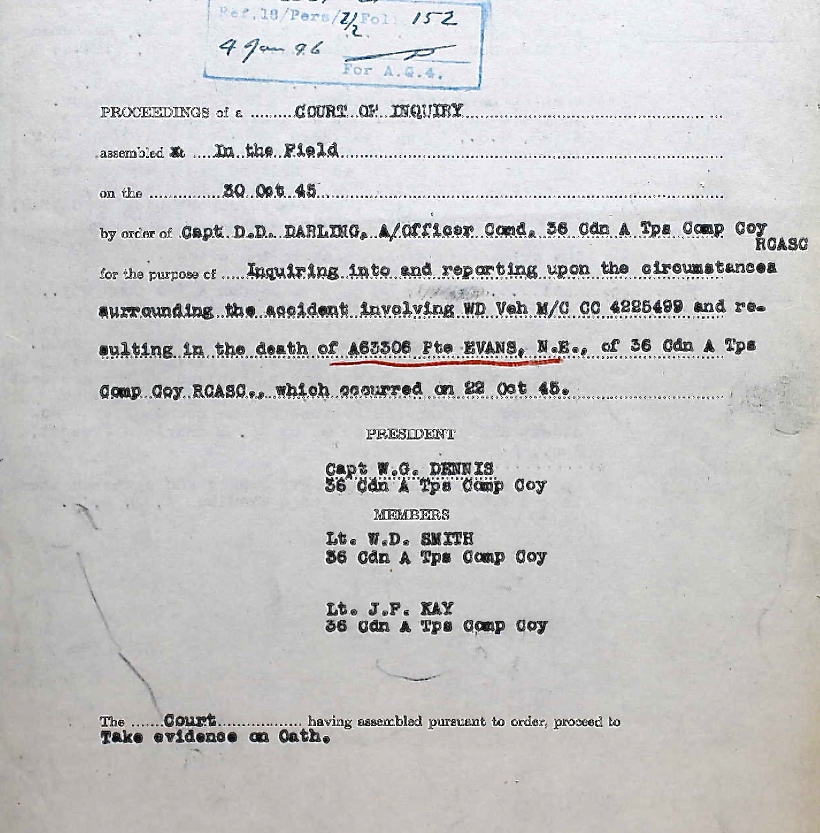 Ref.18/Pers/2/2 Fol. 152
4 Jan 96
For A.G.4.
PROCEEDINGS of a ........ COURT OF INQUIRY
assembled At .... In the Field
on the ............... 30 Oct 45
by order of Capt D.D. DARLING, A/Officer Comd, 36 Cdn A Tps Comp Coy
RCASC
for the purpose of ..... Inquiring into and reporting upon the circumstances
surrounding the accident involving WD Veh M/C CC 4225499 and re-
sulting in the death of A63306 Pte EVANS, N.E., of 36 Cdn A Tps
Comp Coy RCASC., which occurred on 22 Oct 45.
PRESIDENT
Capt W.G. DENNIS
36 Cdn A Tps Comp Coy
MEMBERS
Lt. W.D. SMITH
36 Cdn A Tps Comp Coy
Lt. J.F. KAY
36 Cdn A Tps Comp Coy
The ...... Court ................ having assembled pursuant to order, proceed to
Take evidence on Oath.